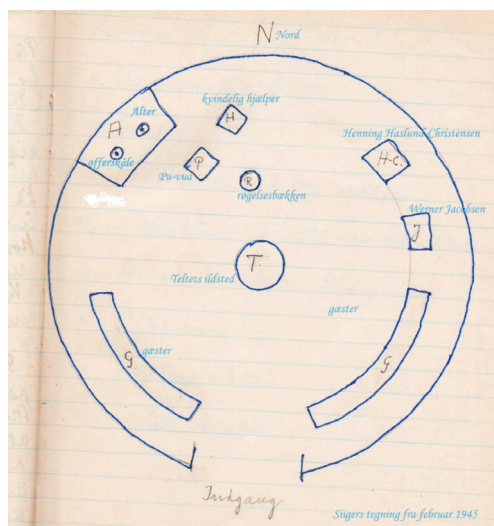 N Nord
Alter
A
offerskåle
kvindelig hjælper
H
P
Pu-vua
R
røgelsesbækken
Henning Haslund Christensen
H-c.
Werner Jacobsen
J
T.
Teltets ildsted
gæster
G.
gæster
G
Indgang
Siigers tegning fra februar 1945